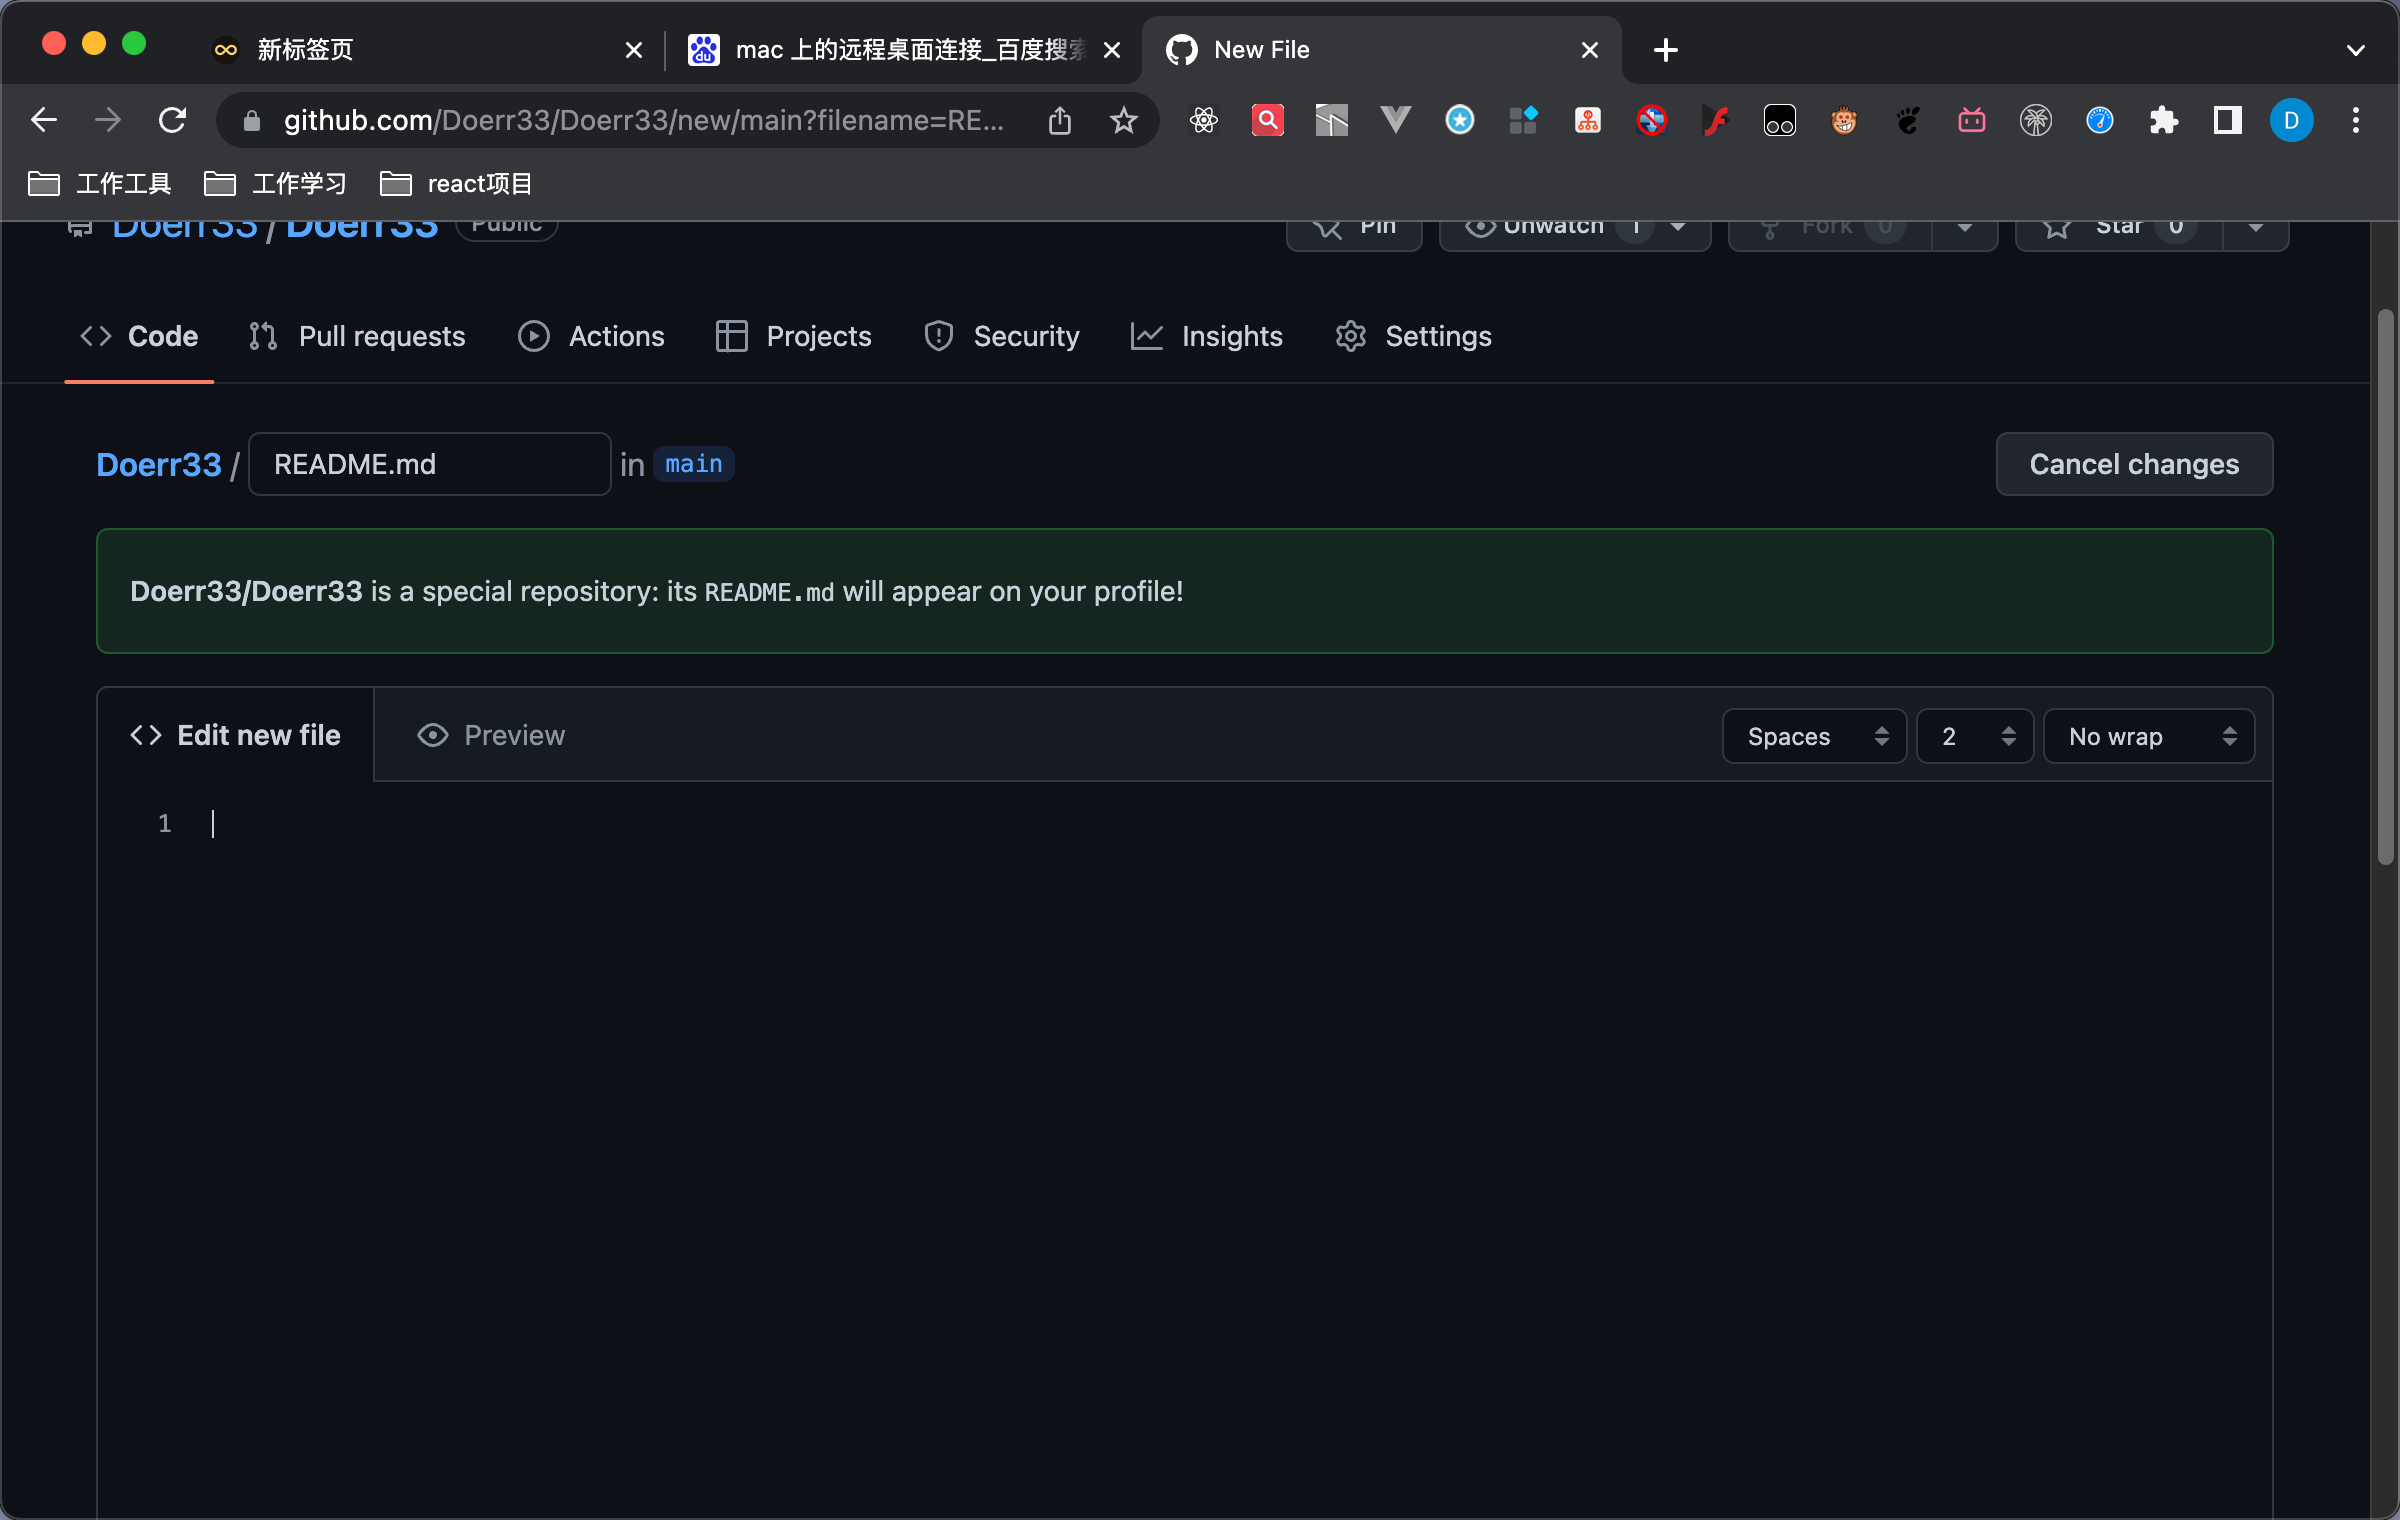 新标签页
mac 上的远程桌面连接_百度搜索
New File
github.com/Doerr33/Doerr33/new/main?filename=RE...
D
工作工具
工作学习
react项目
Doerr33 / Doerr33 Public
Pin
Unwatch 1
Fork 0
Star 0
Code
Pull requests
Actions
Projects
Security
Insights
Settings
Doerr33 / README.md in main
Cancel changes
Doerr33/Doerr33 is a special repository: its README.md will appear on your profile!
Edit new file
Preview
Spaces
2
No wrap
1